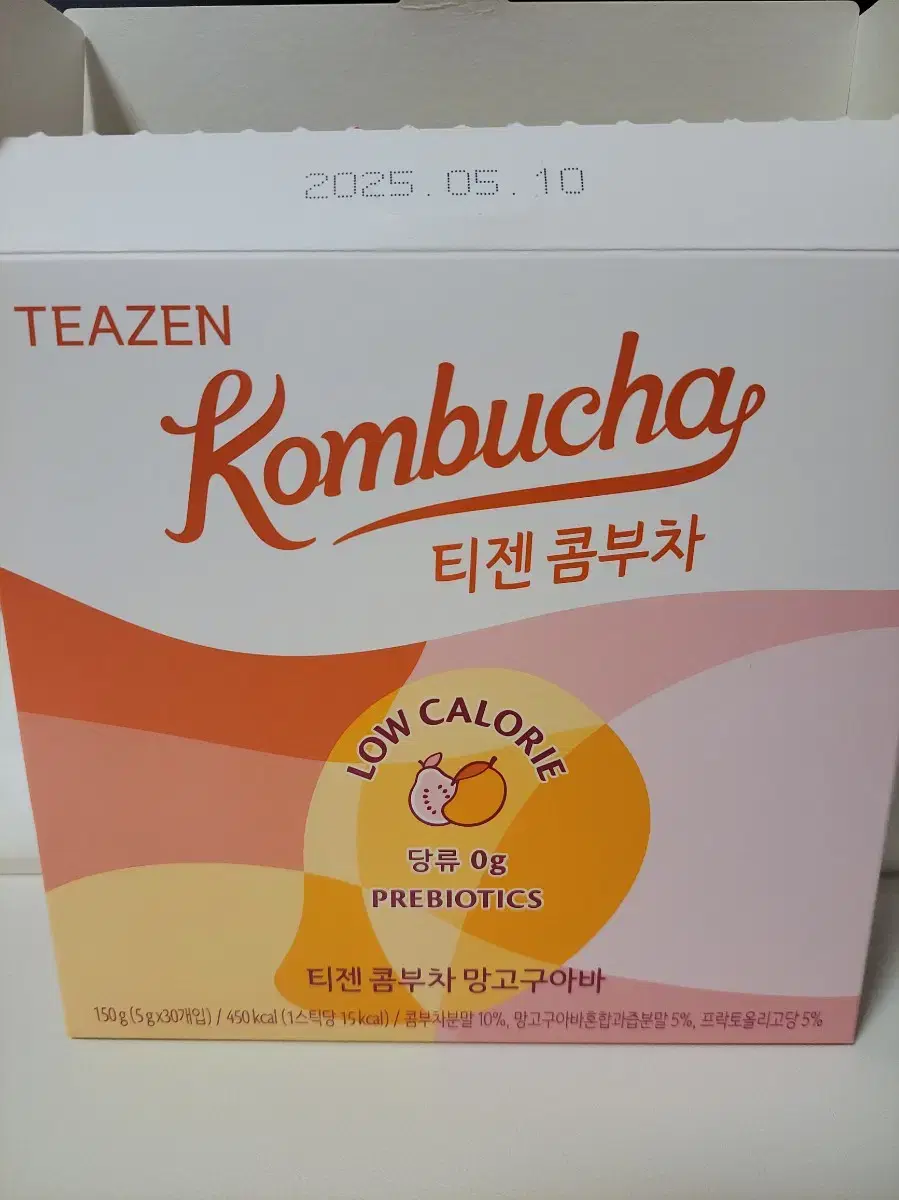 2025.05.10
TEAZEN
Kombucha
티젠 콤부차
LOW CALORIE
당류 0g
PREBIOTICS
티젠 콤부차 망고구아바
150g(5gx30개입) / 450kcal (1스틱당 15kcal) / 콤부차분말 10%, 망고구아바혼합과즙분말 5%, 프락토올리고당 5%